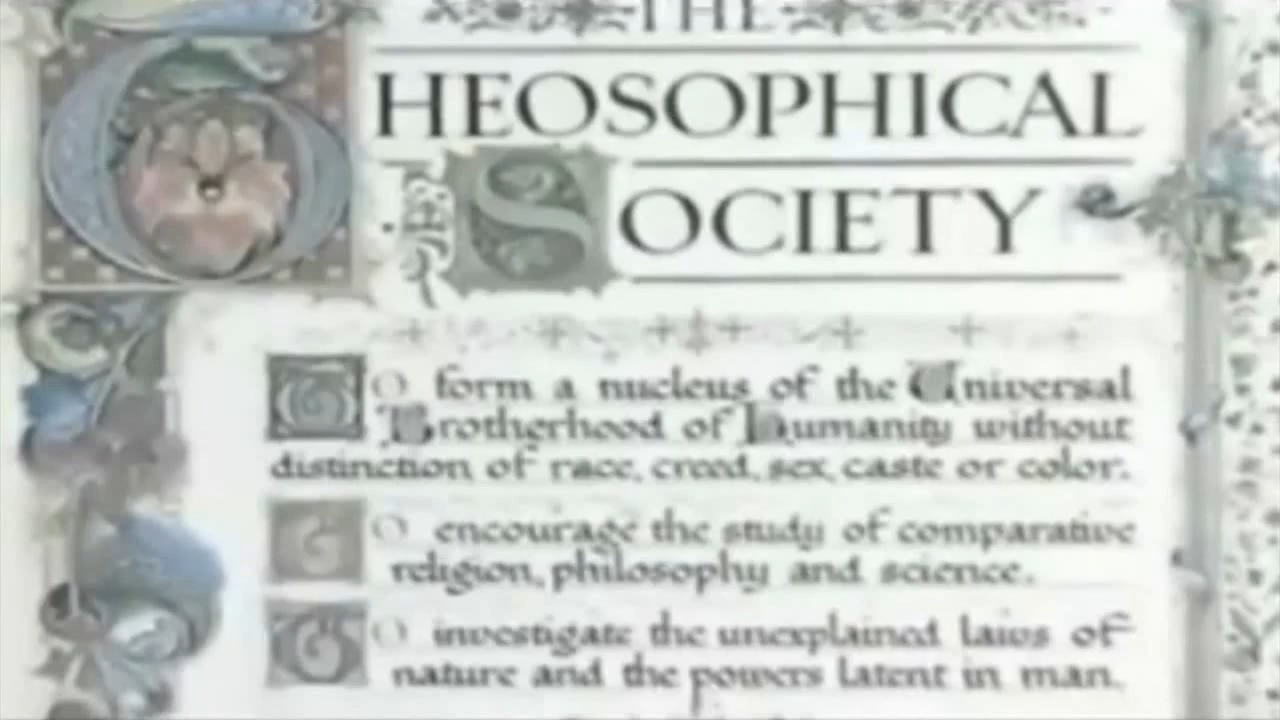 THE
THEOSOPHICAL
SOCIETY
TO form a nucleus of the Universal
Brotherhood of Humanity without
distinction of race, creed, sex, caste or color.
TO encourage the study of comparative
religion, philosophy and science.
TO investigate the unexplained laws of
nature and the powers latent in man.